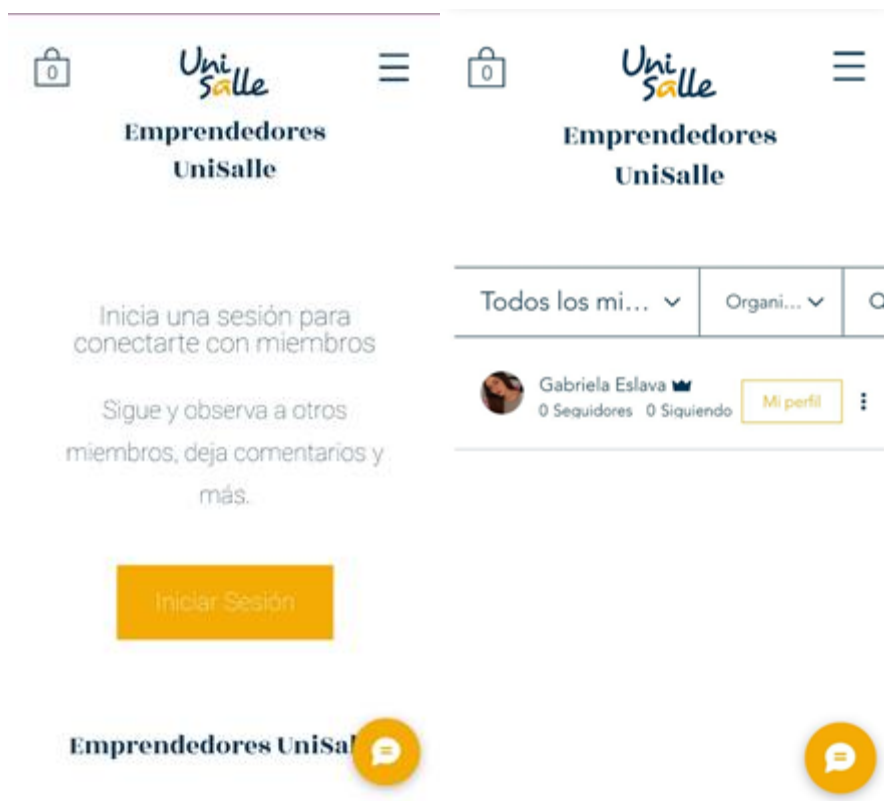 0
Uni
Salle
Emprendedores
UniSalle
Inicia una sesión para
conectarte con miembros
Sigue y observa a otros
miembros, deja comentarios y
más.
Iniciar Sesión
Emprendedores UniSal
0
Uni
Salle
Emprendedores
UniSalle
Todos los mi... Organi...
Gabriela Eslava
0 Seguidores 0 Siguiendo
Mi perfil